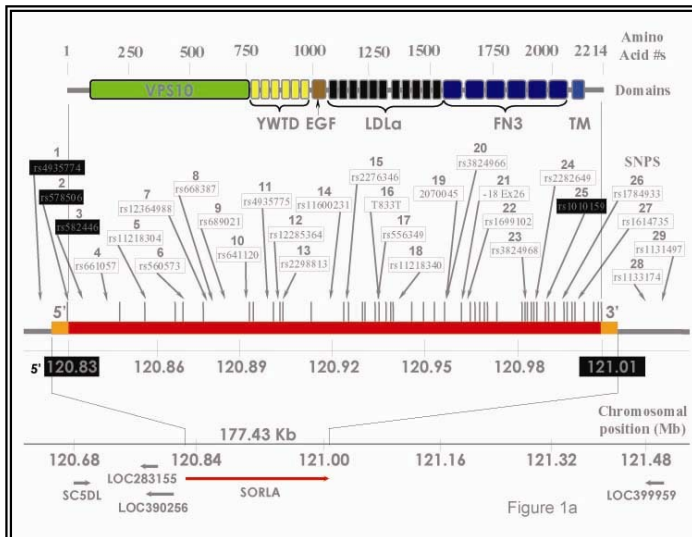 Amino
Acid #s
1 250 500 750 1000 1250 1500 1750 2000 2214
VPS10
Domains
YWTD EGF LDLa FN3 TM
SNPS
1
rs4935774
2
rs578506
3
rs582446
4
rs661057
5
rs11218304
6
rs560573
7
rs12364988
8
rs668387
9
rs689021
10
rs641120
11
rs4935775
12
rs12285364
13
rs2298813
14
rs11600231
15
rs2276346
16
T833T
17
rs556349
18
rs11218340
19
2070045
20
rs3824966
21
-18 Ex26
22
rs1699102
23
rs3824968
24
rs2282649
25
rs1010159
26
rs1784933
27
rs1614735
28
rs1133174
29
rs1131497
5' 3'
5' 120.83 120.86 120.89 120.92 120.95 120.98 121.01
177.43 Kb
Chromosomal
position (Mb)
120.68 120.84 121.00 121.16 121.32 121.48
LOC283155
SC5DL
SORLA
LOC390256
LOC399959
Figure 1a